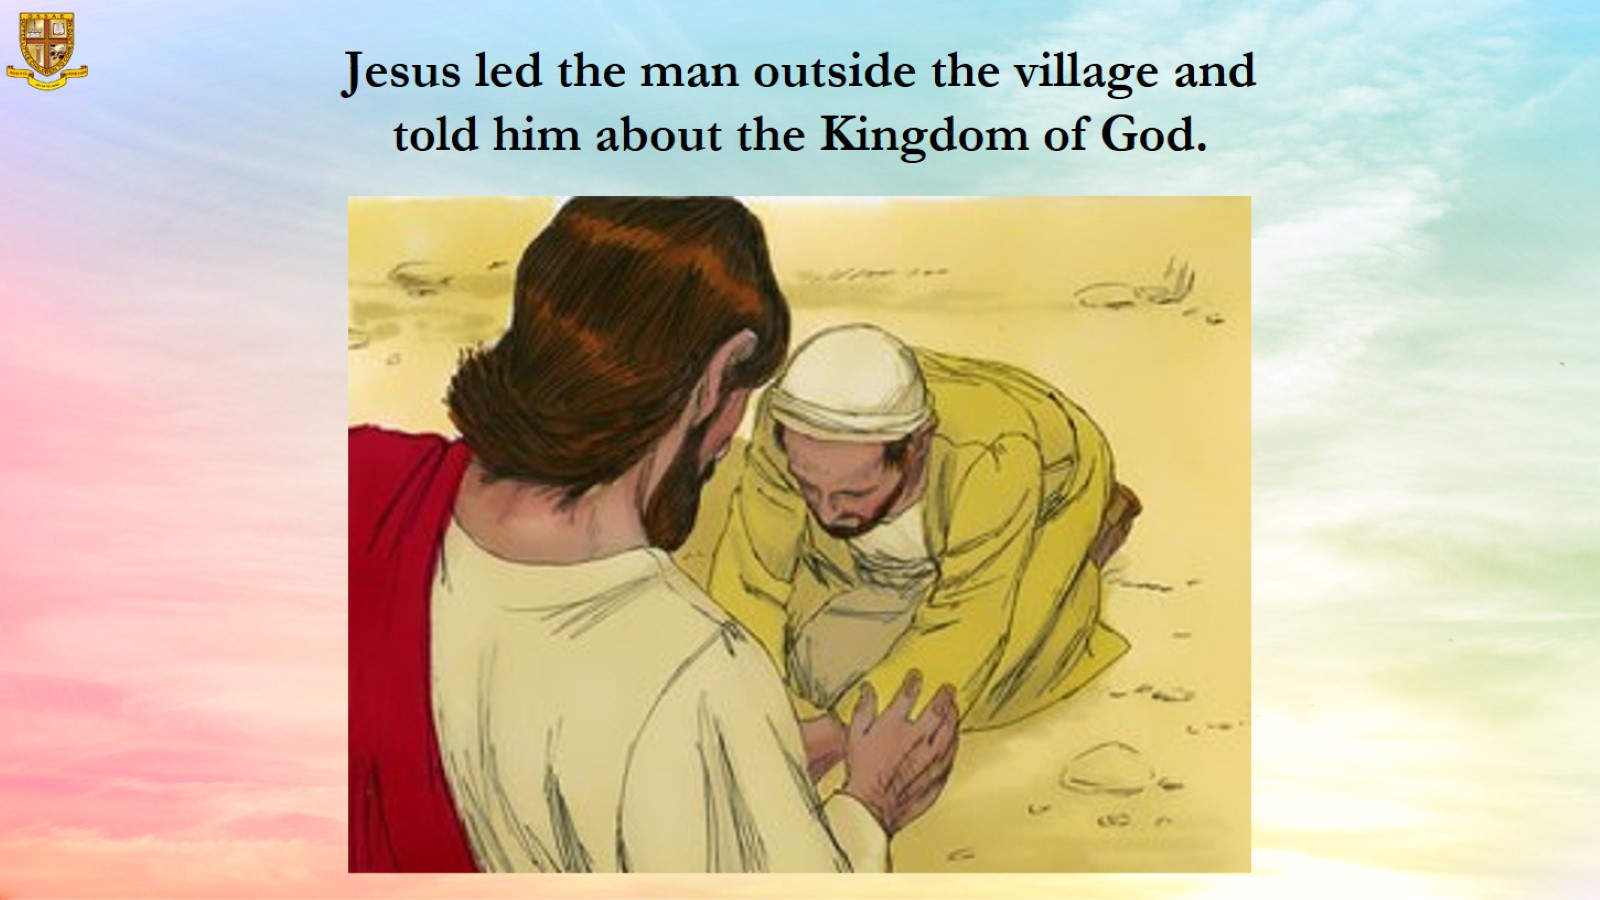 Jesus led the man outside the village and
told him about the Kingdom of God.